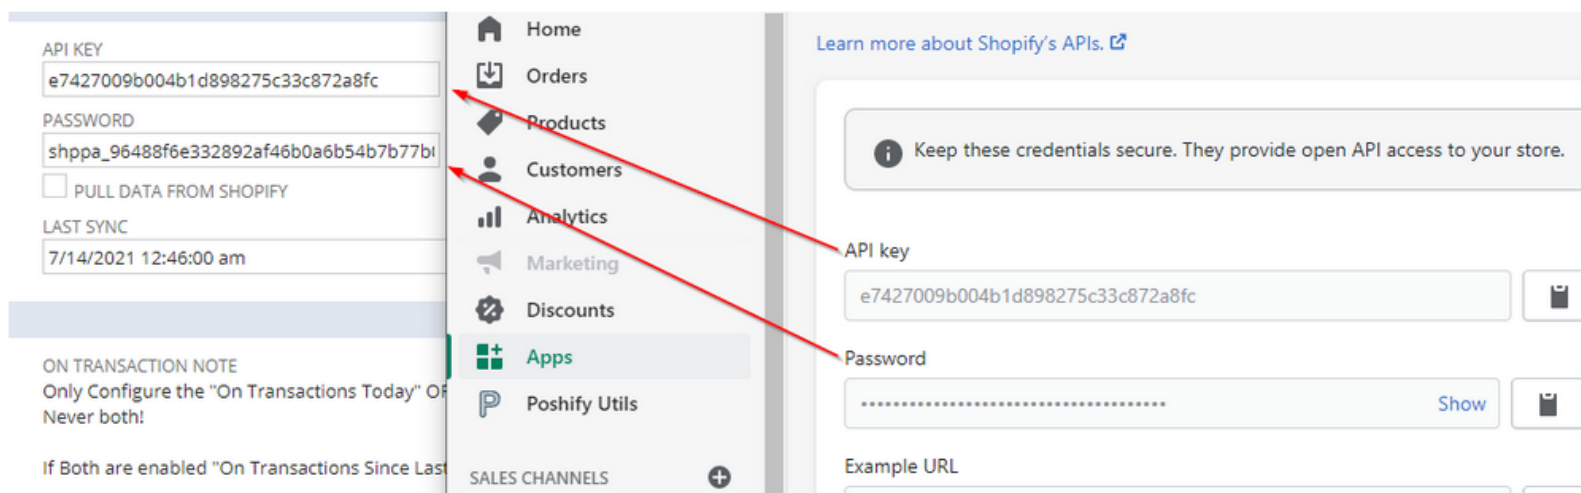 API KEY
e7427009b004b1d898275c33c872a8fc
PASSWORD
shppa_96488f6e332892af46b0a6b54b7b77b
PULL DATA FROM SHOPIFY
LAST SYNC
7/14/2021 12:46:00 am
ON TRANSACTION NOTE
Only Configure the "On Transactions Today"
Never both!
If Both are enabled "On Transactions Since Last
Home
Orders
Products
Customers
Analytics
Marketing
Discounts
Apps
Poshify Utils
SALES CHANNELS
Learn more about Shopify's APIs.
Keep these credentials secure. They provide open API access to your store.
API key
e7427009b004b1d898275c33c872a8fc
Password
Show
Example URL